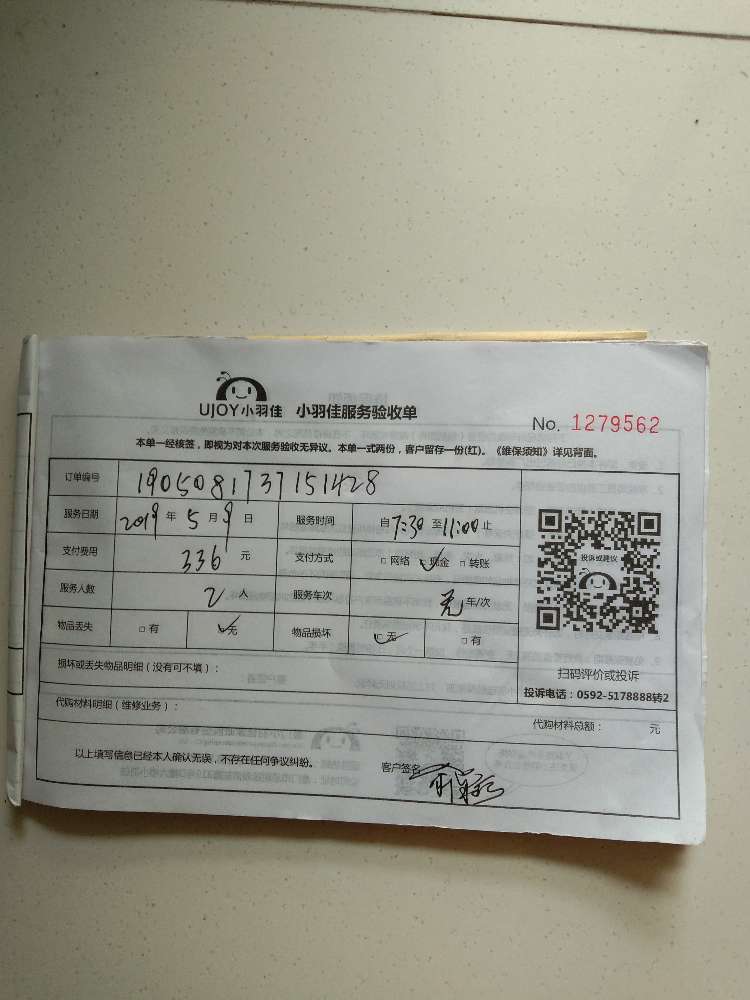 UJOY小羽佳 小羽佳服务验收单
No. 1279562
本单一经核签，即视为对本次服务验收无异议。本单一式两份，客户留存一份(红)。《维保须知》详见背面。
订单编号 1905081737151428
服务日期 2019 年 5 月 9 日 服务时间 自 7:30 至 11:00 止
支付费用 336 元 支付方式 □网络 ☑现金 □转账
服务人数 2 人 服务车次 无 年/次
物品丢失 □有 ☑无 物品损坏 ☑无 □有
投诉或建议
扫码评价或投诉
投诉电话：0592-5178888转2
损坏或丢失物品明细（没有可不填）：
代购材料明细（维修业务）：
代购材料总额： 元
以上填写信息已经本人确认无误，不存在任何争议纠纷。 客户签名